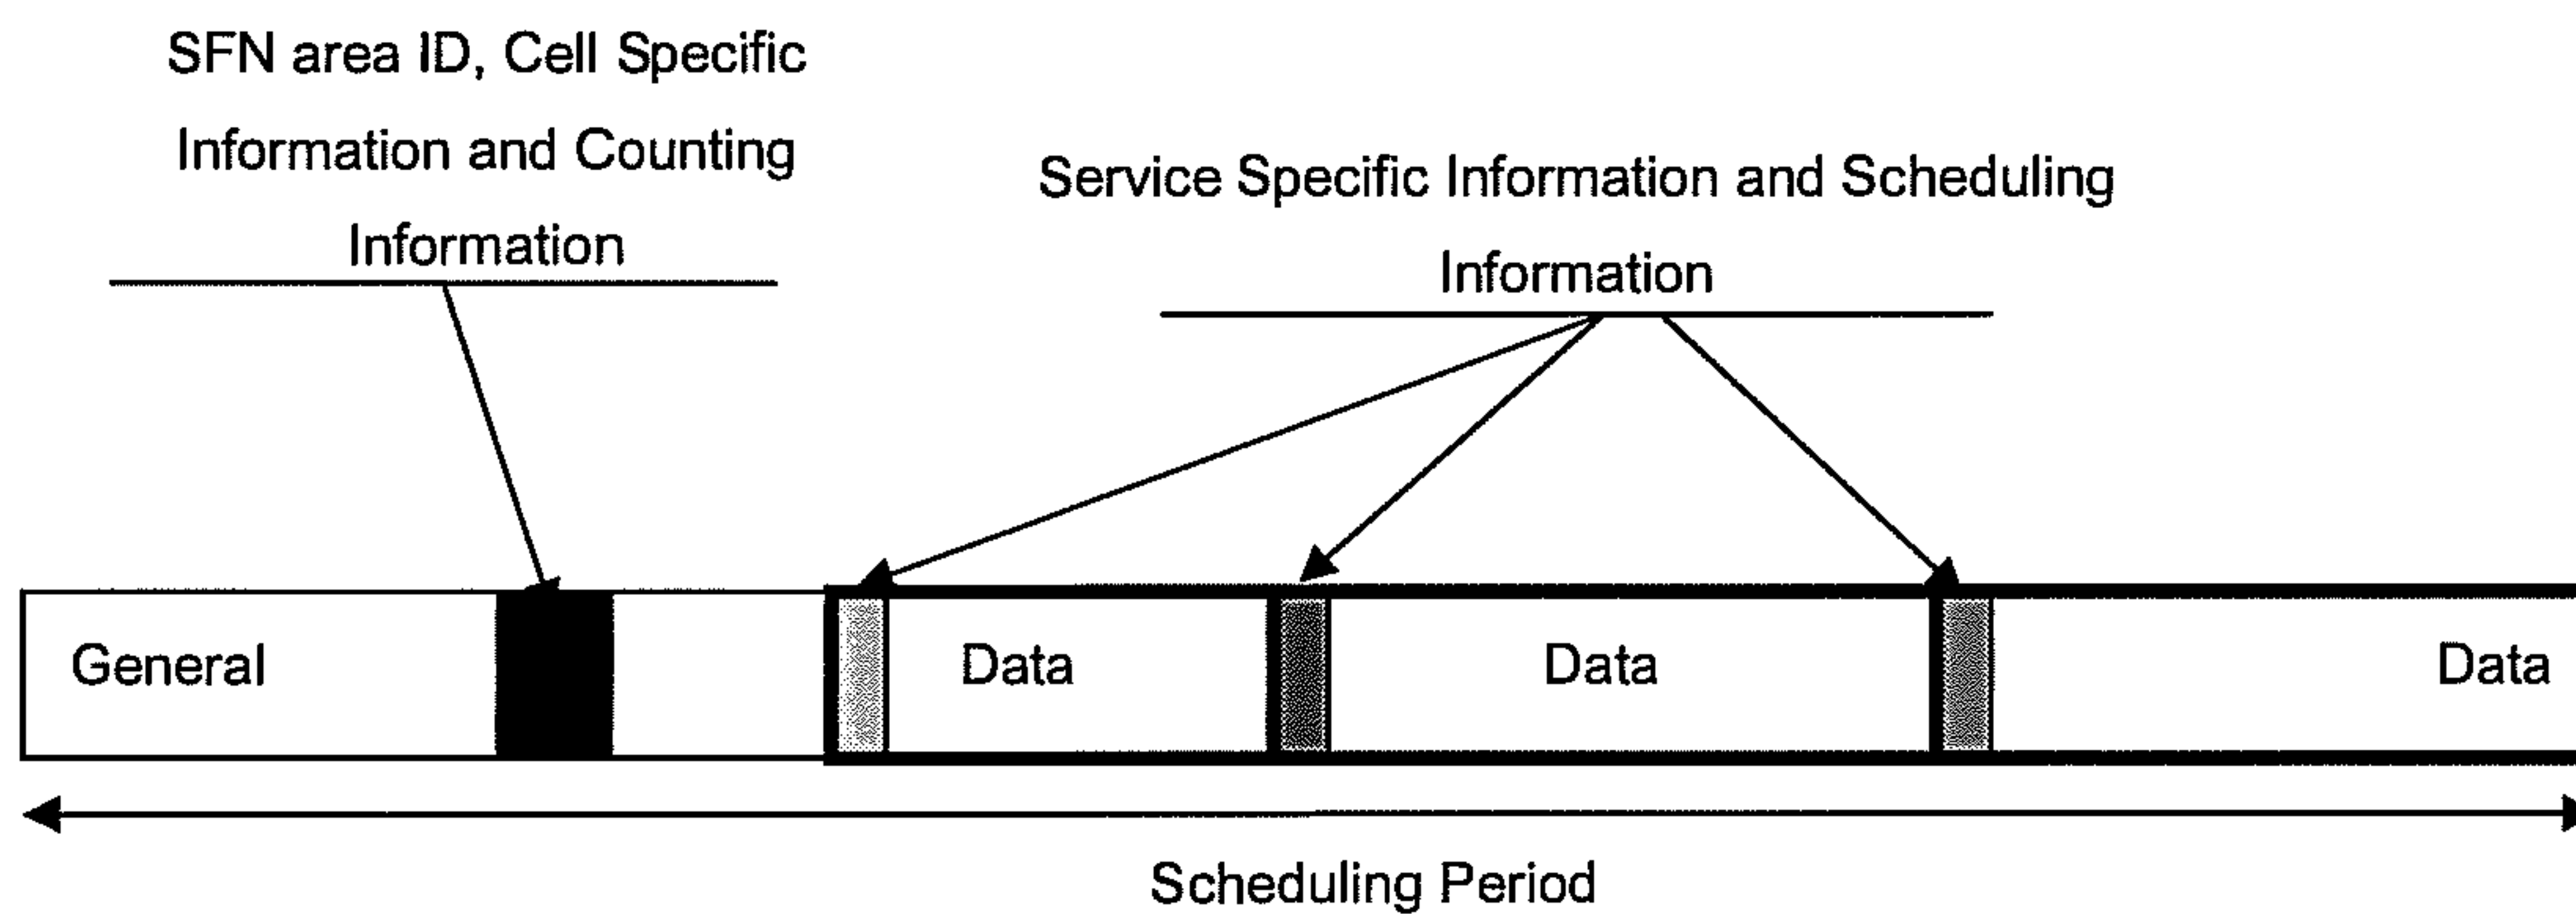 SFN area ID, Cell Specific
Information and Counting
Information
Service Specific Information and Scheduling
Information
General
Data
Data
Data
Scheduling Period